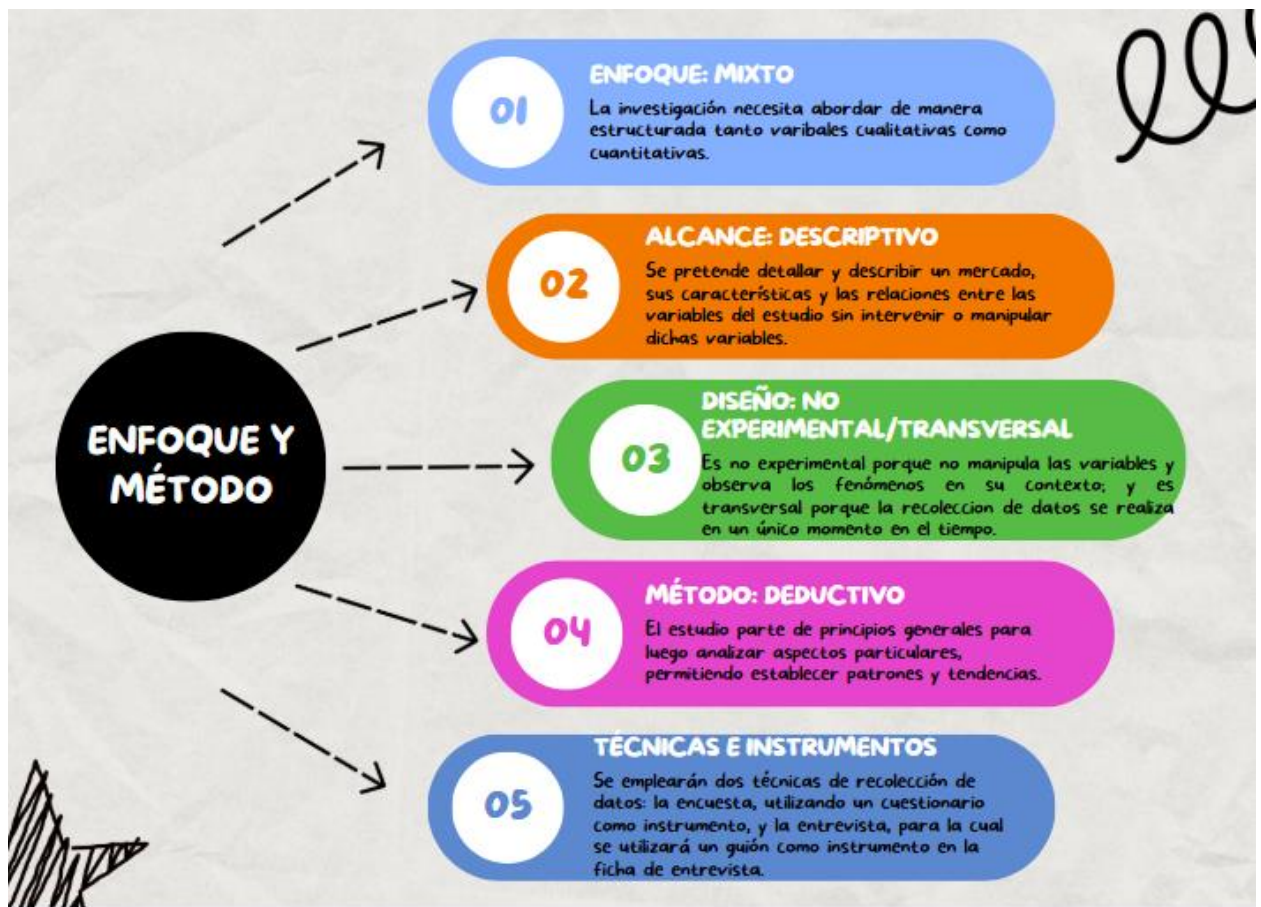 ENFOQUE Y
MÉTODO
01
ENFOQUE: MIXTO
La investigación necesita abordar de manera
estructurada tanto varibales cualitativas como
cuantitativas.
02
ALCANCE: DESCRIPTIVO
Se pretende detallar y describir un mercado,
sus características y las relaciones entre las
variables del estudio sin intervenir o manipular
dichas variables.
03
DISEÑO: NO
EXPERIMENTAL/TRANSVERSAL
Es no experimental porque no manipula las variables y
observa los fenómenos en su contexto; y es
transversal porque la recoleccion de datos se realiza
en un único momento en el tiempo.
04
MÉTODO: DEDUCTIVO
El estudio parte de principios generales para
luego analizar aspectos particulares,
permitiendo establecer patrones y tendencias.
05
TÉCNICAS E INSTRUMENTOS
Se emplearán dos técnicas de recolección de
datos: la encuesta, utilizando un cuestionario
como instrumento, y la entrevista, para la cual
se utilizará un guión como instrumento en la
ficha de entrevista.